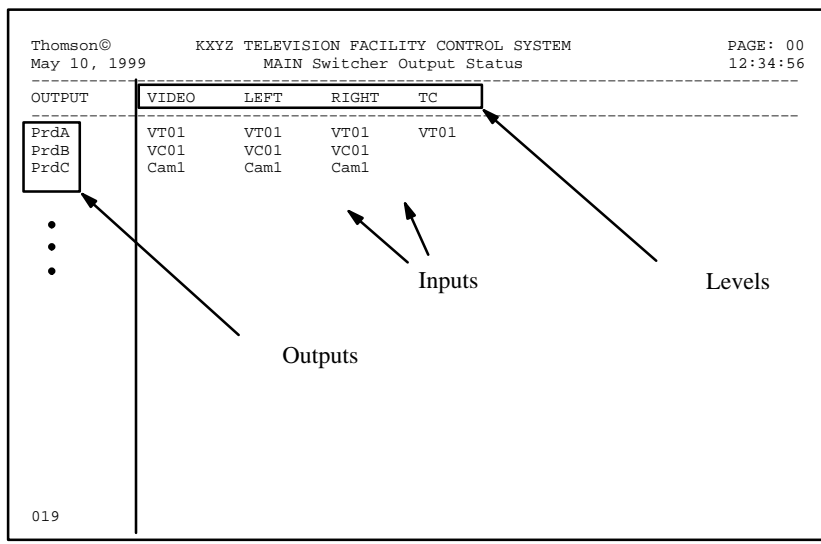 Thomson© KXYZ TELEVISION FACILITY CONTROL SYSTEM PAGE: 00
May 10, 1999 MAIN Switcher Output Status 12:34:56
OUTPUT VIDEO LEFT RIGHT TC
PrdA VT01 VT01 VT01 VT01
PrdB VC01 VC01 VC01
PrdC Cam1 Cam1 Cam1
Inputs Levels
Outputs
019